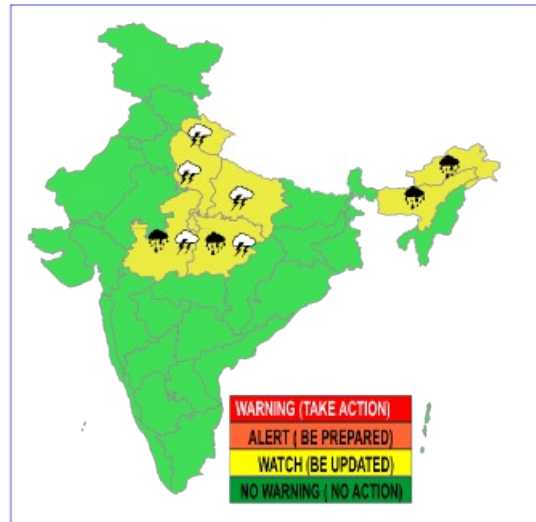 WARNING (TAKE ACTION)
ALERT ( BE PREPARED)
WATCH (BE UPDATED)
NO WARNING ( NO ACTION)